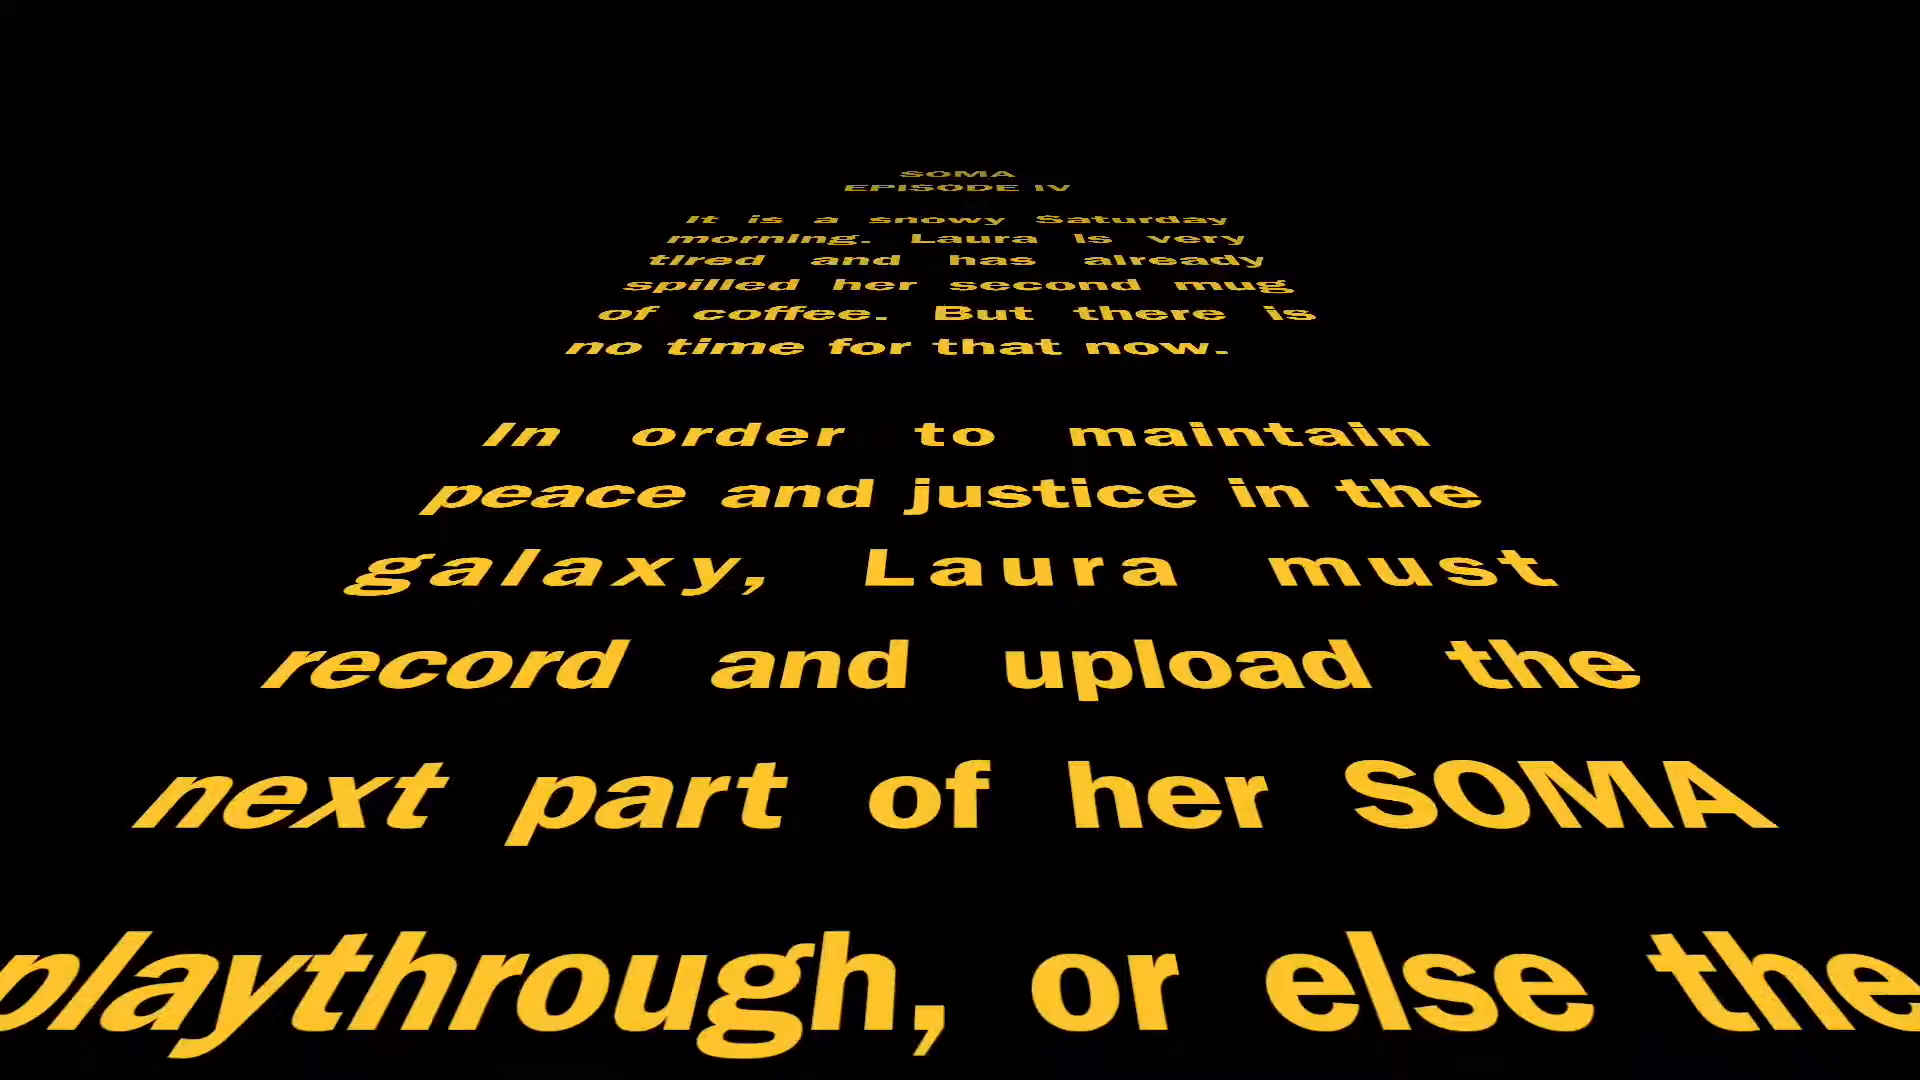 SOMA
EPISODE IV
It is a snowy Saturday
morning. Laura is very
tired and has already
spilled her second mug
of coffee. But there is
no time for that now.
In order to maintain
peace and justice in the
galaxy, Laura must
record and upload the
next part of her SOMA
playthrough, or else the